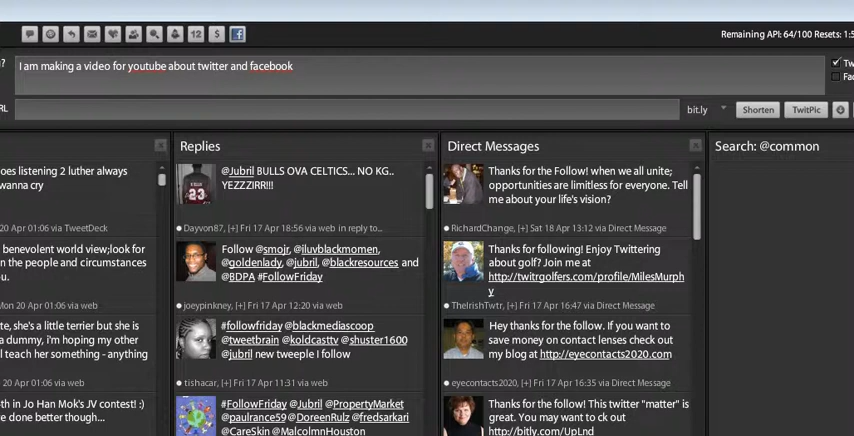 12
$
f
Remaining API: 64/100 Resets: 1:5
?
I am making a video for youtube about twitter and facebook
Tw
Fac
RL
bit.ly
Shorten
TwitPic
oes listening 2 luther always
wanna cry
20 Apr 01:06 via TweetDeck
benevolent world view;look for
n the people and circumstances
u.
Mon 20 Apr 01:06 via web
te, she's a little terrier but she is
a dummy, i'm hoping my other
l teach her something - anything
20 Apr 01:06 via web
th in Jo Han Mok's JV contest! :)
e done better though...
Replies
23
@Jubril BULLS OVA CELTICS... NO KG..
YEZZZIRR!!!
Dayvon87, [+] Fri 17 Apr 18:56 via web in reply to...
Follow @smojr, @iluvblackmomen,
@goldenlady, @jubril, @blackresources and
@BDPA #FollowFriday
joeypinkney, [+] Fri 17 Apr 12:20 via web
#followfriday @blackmediascoop
@tweetbrain @koldcasttv @shuster1600
@jubril new tweeple I follow
tishacar, [+] Fri 17 Apr 11:31 via web
#FollowFriday @Jubril @PropertyMarket
@paulrance59 @DoreenRulz @fredsarkari
@CareSkin @MalcolmnHouston
Direct Messages
Thanks for the Follow! when we all unite;
opportunities are limitless for everyone. Tell
me about your life's vision?
RichardChange, [+] Sat 18 Apr 13:12 via Direct Message
Thanks for following! Enjoy Twittering
about golf? Join me at
http://twitrgolfers.com/profile/MilesMurph
y
TheIrishTwtr, [+] Fri 17 Apr 16:47 via Direct Message
Hey thanks for the follow. If you want to
save money on contact lenses check out
my blog at http://eyecontacts2020.com
eyecontacts2020, [+] Fri 17 Apr 16:35 via Direct Message
Thanks for the follow! This twitter "matter" is
great. You may want to ck out
http://bitly.com/UpLnd
Search: @common